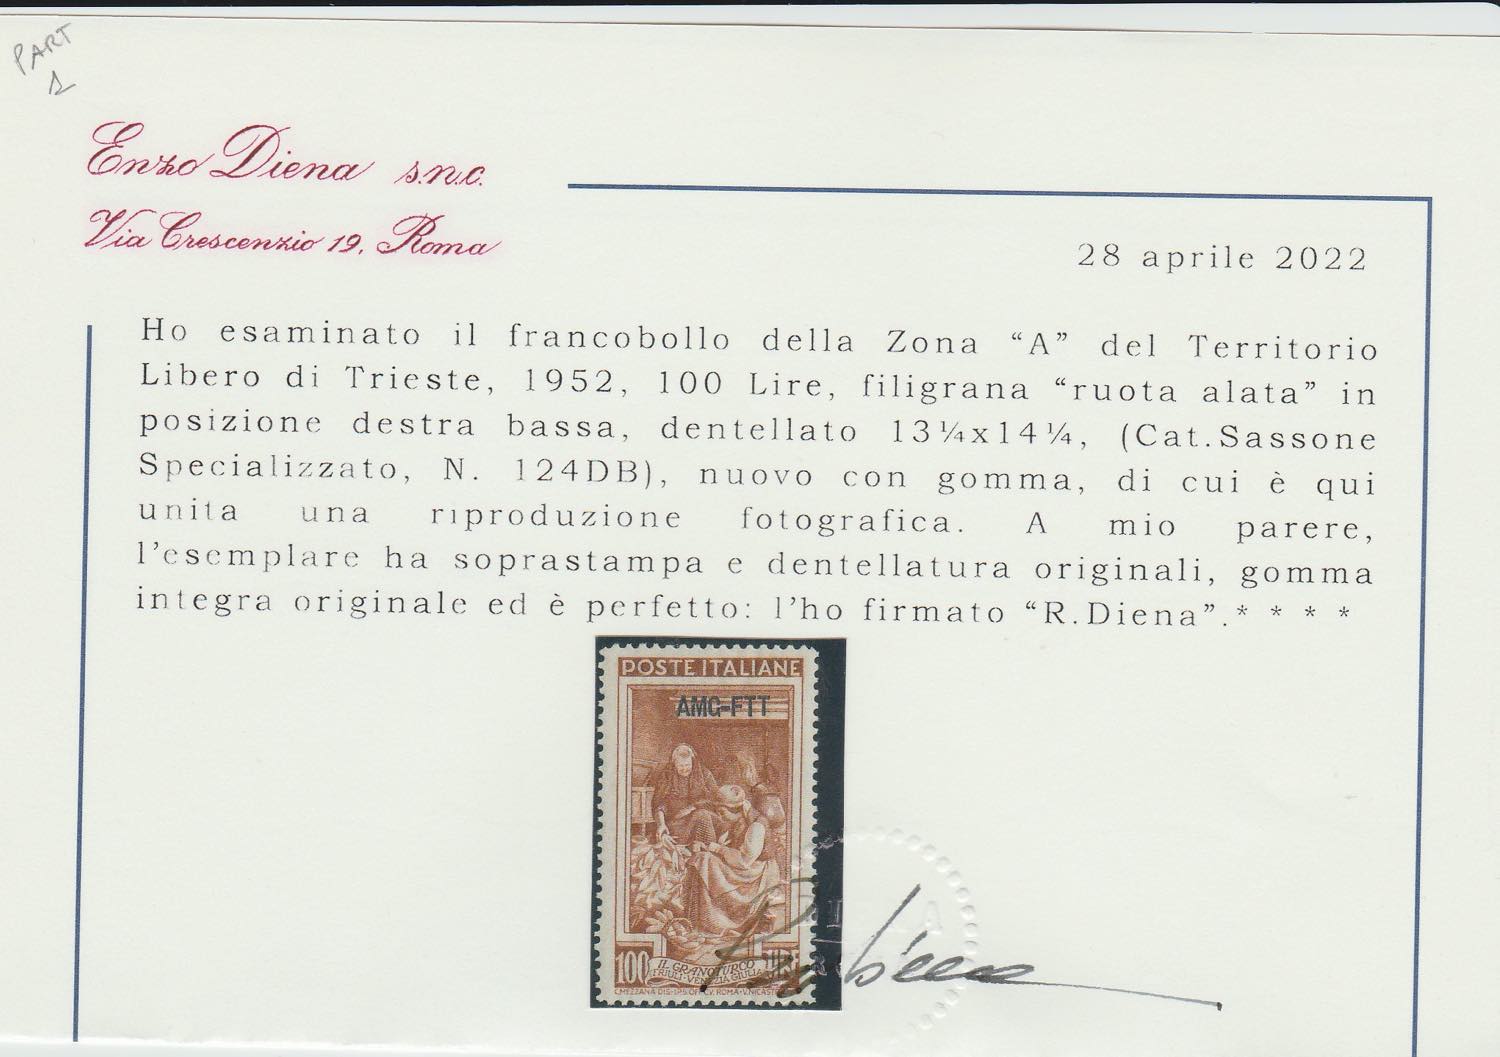 PART
1
Enzo Diena s.n.c.
Via Crescenzio 19, Roma
28 aprile 2022
Ho esaminato il francobollo della Zona “A” del Territorio
Libero di Trieste, 1952, 100 Lire, filigrana “ruota alata” in
posizione destra bassa, dentellato 13¼x14¼, (Cat.Sassone
Specializzato, N. 124DB), nuovo con gomma, di cui è qui
unita una riproduzione fotografica. A mio parere,
l’esemplare ha soprastampa e dentellatura originali, gomma
integra originale ed è perfetto: l’ho firmato “R.Diena”.* * * *
POSTE ITALIANE
AMG-FTT
100
IL GRANOTURCO
FRIULI-VENEZIA GIULIA